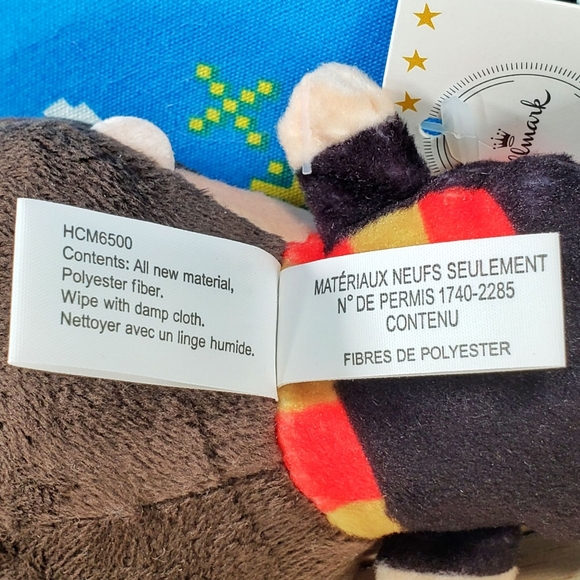 HCM6500
Contents: All new material,
Polyester fiber.
Wipe with damp cloth.
Nettoyer avec un linge humide.
MATÉRIAUX NEUFS SEULEMENT
N° DE PERMIS 1740-2285
CONTENU
FIBRES DE POLYESTER